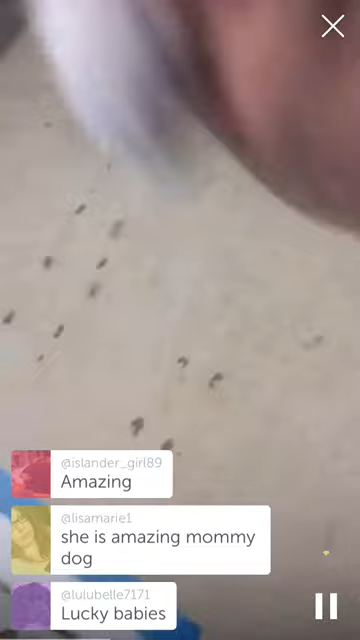 @islander_girl89
Amazing
@lisamarie1
she is amazing mommy
dog
@lulubelle7171
Lucky babies